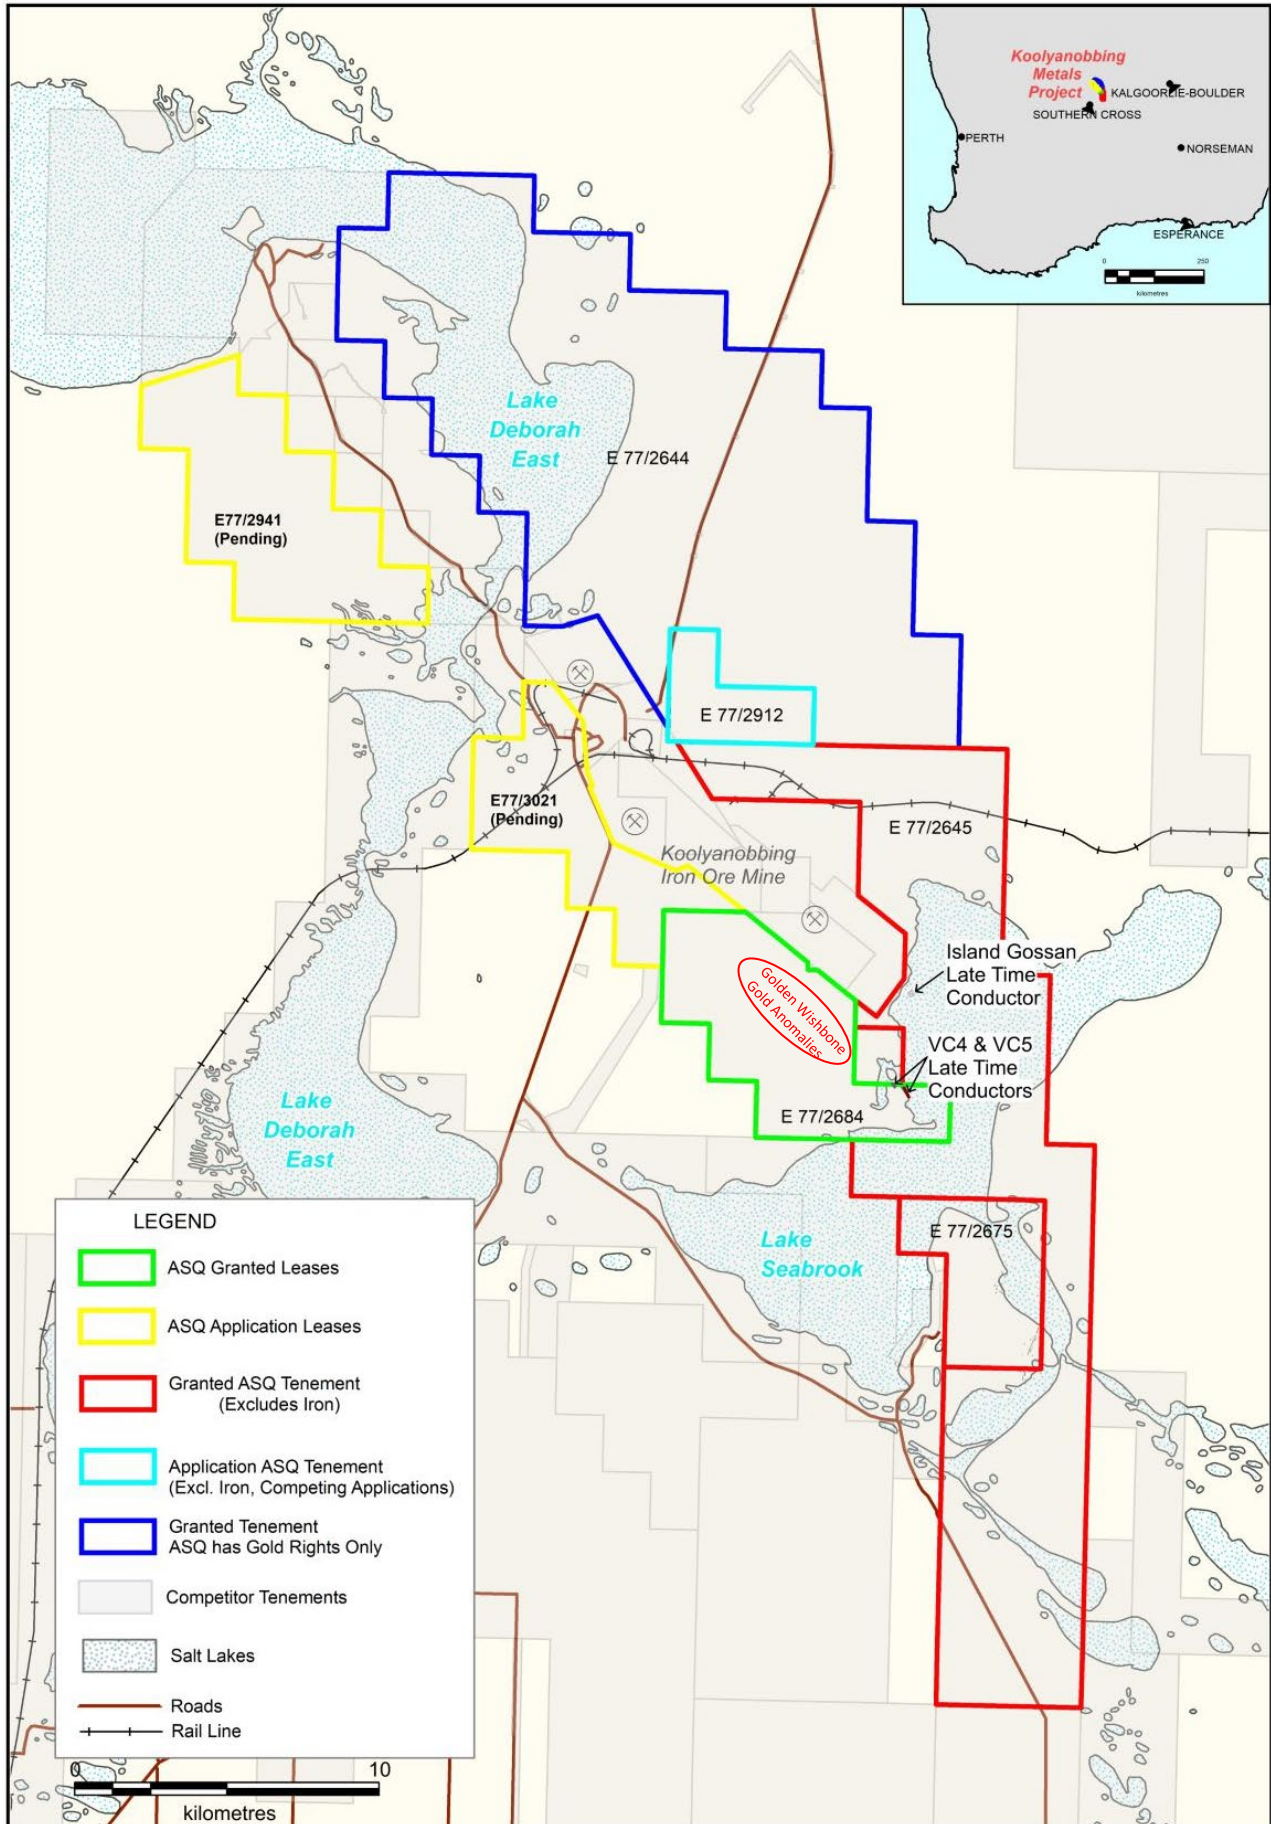 Koolyanobbing
Metals
Project
KALGOORLIE-BOULDER
SOUTHERN CROSS
PERTH
NORSEMAN
ESPERANCE
0 250
kilometres
Lake
Deborah
East
E 77/2644
E77/2941
(Pending)
E 77/2912
E77/3021
(Pending)
E 77/2645
Koolyanobbing
Iron Ore Mine
Island Gossan
Late Time
Conductor
Golden Wishbone
Gold Anomalies
VC4 & VC5
Late Time
Conductors
E 77/2684
Lake
Deborah
East
Lake
Seabrook
E 77/2675
LEGEND
ASQ Granted Leases
ASQ Application Leases
Granted ASQ Tenement
(Excludes Iron)
Application ASQ Tenement
(Excl. Iron, Competing Applications)
Granted Tenement
ASQ has Gold Rights Only
Competitor Tenements
Salt Lakes
Roads
Rail Line
0 10
kilometres